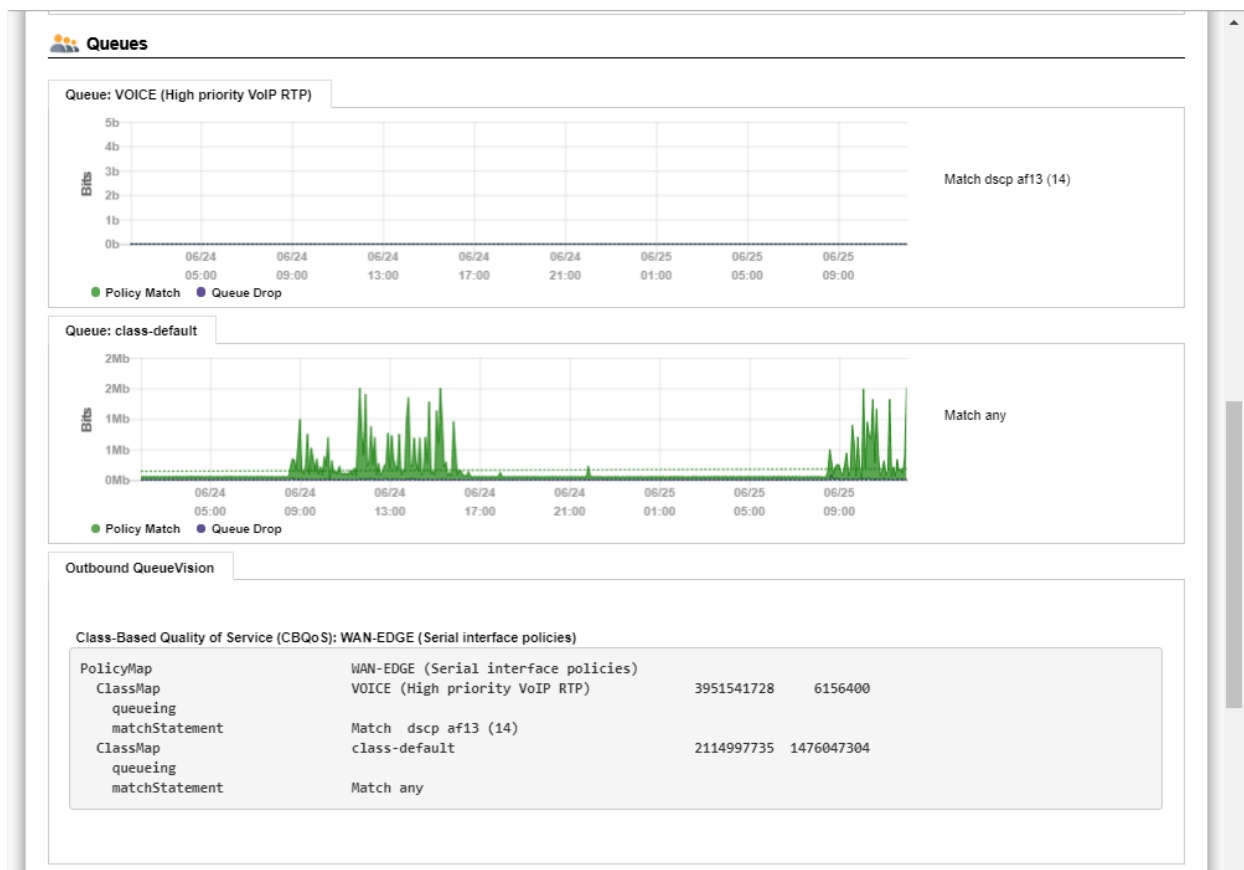 Queues
Queue: VOICE (High priority VoIP RTP)
5b
4b
3b
2b
1b
0b
Bits
06/24 06/24 06/24 06/24 06/24 06/25 06/25 06/25
05:00 09:00 13:00 17:00 21:00 01:00 05:00 09:00
Policy Match Queue Drop
Match dscp af13 (14)
Queue: class-default
2Mb
2Mb
1Mb
1Mb
0Mb
Bits
06/24 06/24 06/24 06/24 06/24 06/25 06/25 06/25
05:00 09:00 13:00 17:00 21:00 01:00 05:00 09:00
Policy Match Queue Drop
Match any
Outbound QueueVision
Class-Based Quality of Service (CBQoS): WAN-EDGE (Serial interface policies)
PolicyMap WAN-EDGE (Serial interface policies)
ClassMap VOICE (High priority VoIP RTP) 3951541728 6156400
queueing
matchStatement Match dscp af13 (14)
ClassMap class-default 2114997735 1476047304
queueing
matchStatement Match any